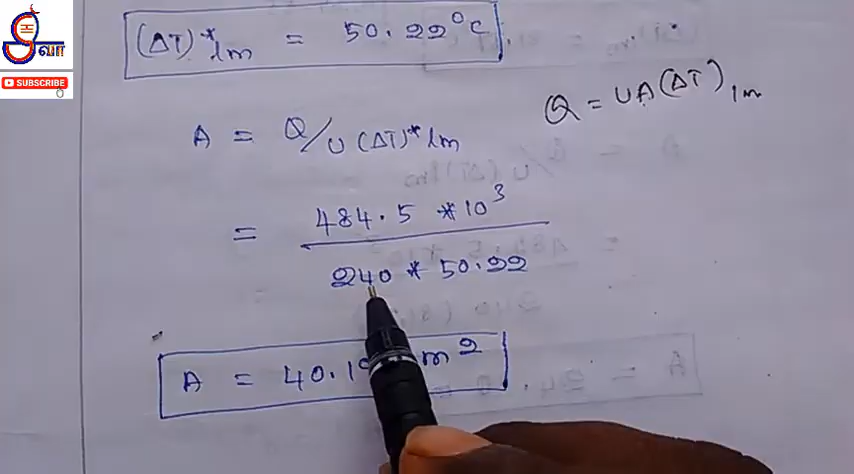 வா
SUBSCRIBE
(ΔT)*lm = 50.22°C
Q = UA(ΔT)lm
A = Q/U(ΔT)*lm
= 484.5 * 10³
240 * 50.22
A = 40.1 m²